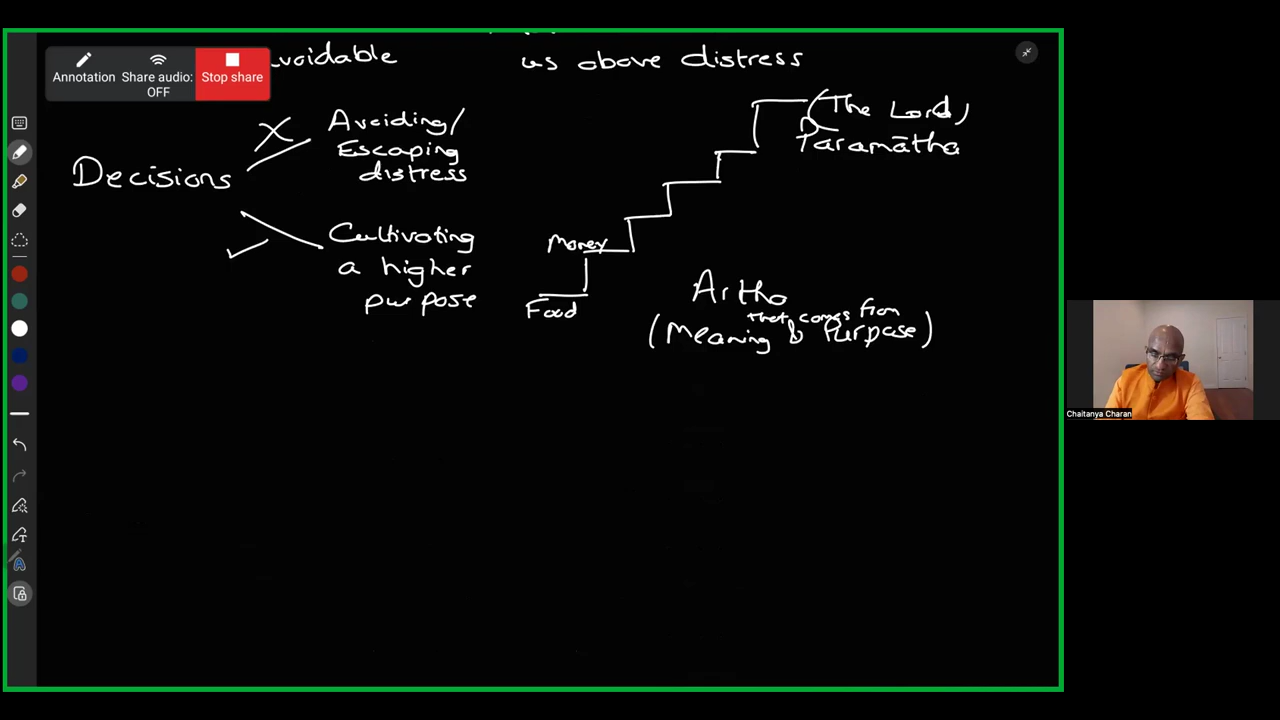 voidable
us above distress
Annotation
Share audio:
OFF
Stop share
Avoiding/
Escaping
distress
Decisions
Cultivating
a higher
purpose
(The Lord)
Paramātha
Money
Food
Artha
that comes from
(Meaning & Purpose)
Chaitanya Charan